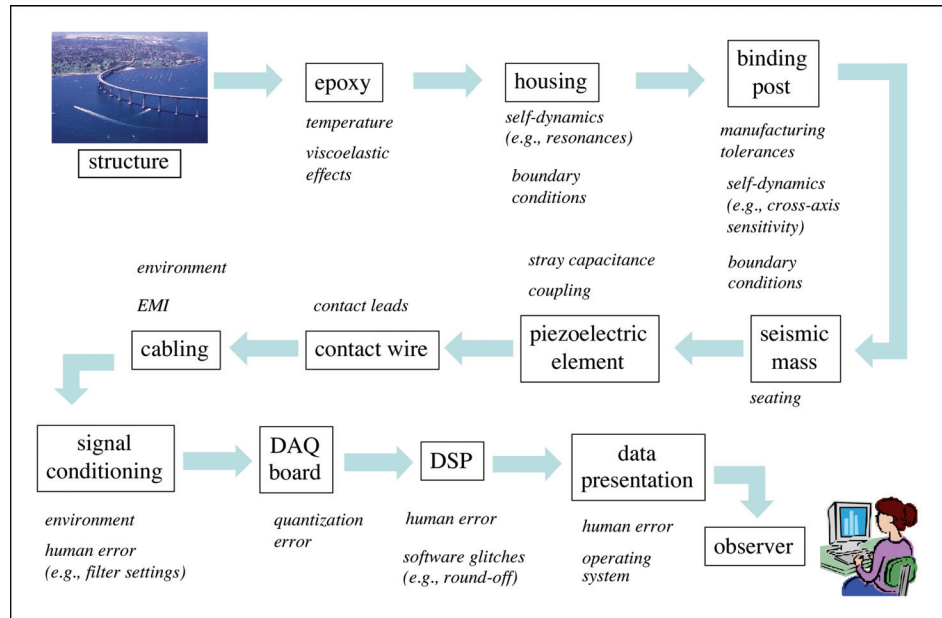 structure
epoxy
temperature
viscoelastic
effects
housing
self-dynamics
(e.g., resonances)
boundary
conditions
binding
post
manufacturing
tolerances
self-dynamics
(e.g., cross-axis
sensitivity)
boundary
conditions
seismic
mass
seating
stray capacitance
coupling
piezoelectric
element
contact leads
contact wire
environment
EMI
cabling
signal
conditioning
environment
human error
(e.g., filter settings)
DAQ
board
quantization
error
DSP
human error
software glitches
(e.g., round-off)
data
presentation
human error
operating
system
observer